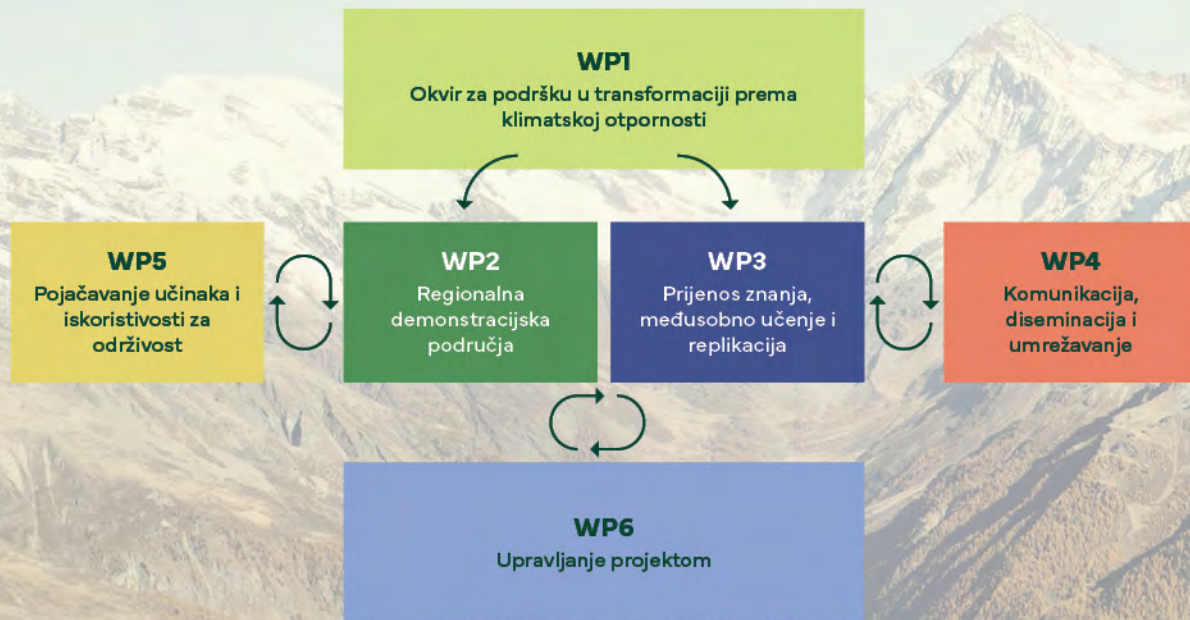 WP1
Okvir za podršku u transformaciji prema
klimatskoj otpornosti
WP5
Pojačavanje učinaka i
iskoristivosti za
održivost
WP2
Regionalna
demonstracijska
područja
WP3
Prijenos znanja,
međusobno učenje i
replikacija
WP4
Komunikacija,
diseminacija i
umrežavanje
WP6
Upravljanje projektom